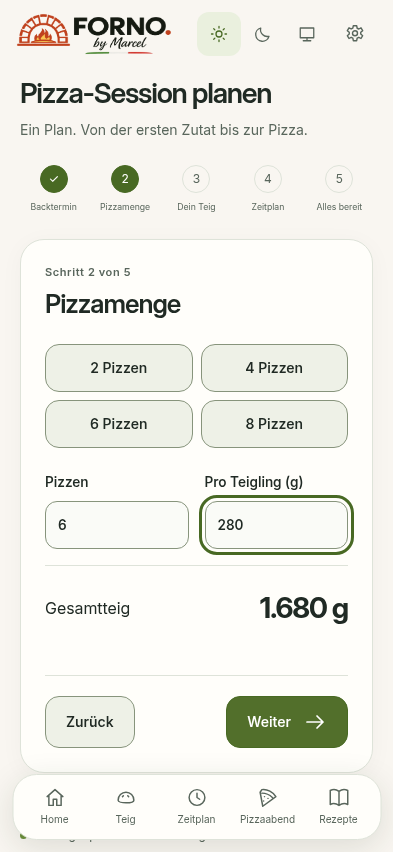 FORNO.
by Marcel
Pizza-Session planen
Ein Plan. Von der ersten Zutat bis zur Pizza.
2 3 4 5
Backtermin Pizzamenge Dein Teig Zeitplan Alles bereit
Schritt 2 von 5
Pizzamenge
2 Pizzen 4 Pizzen
6 Pizzen 8 Pizzen
Pizzen Pro Teigling (g)
6 280
Gesamtteig 1.680 g
Zurück Weiter
Home Teig Zeitplan Pizzaabend Rezepte